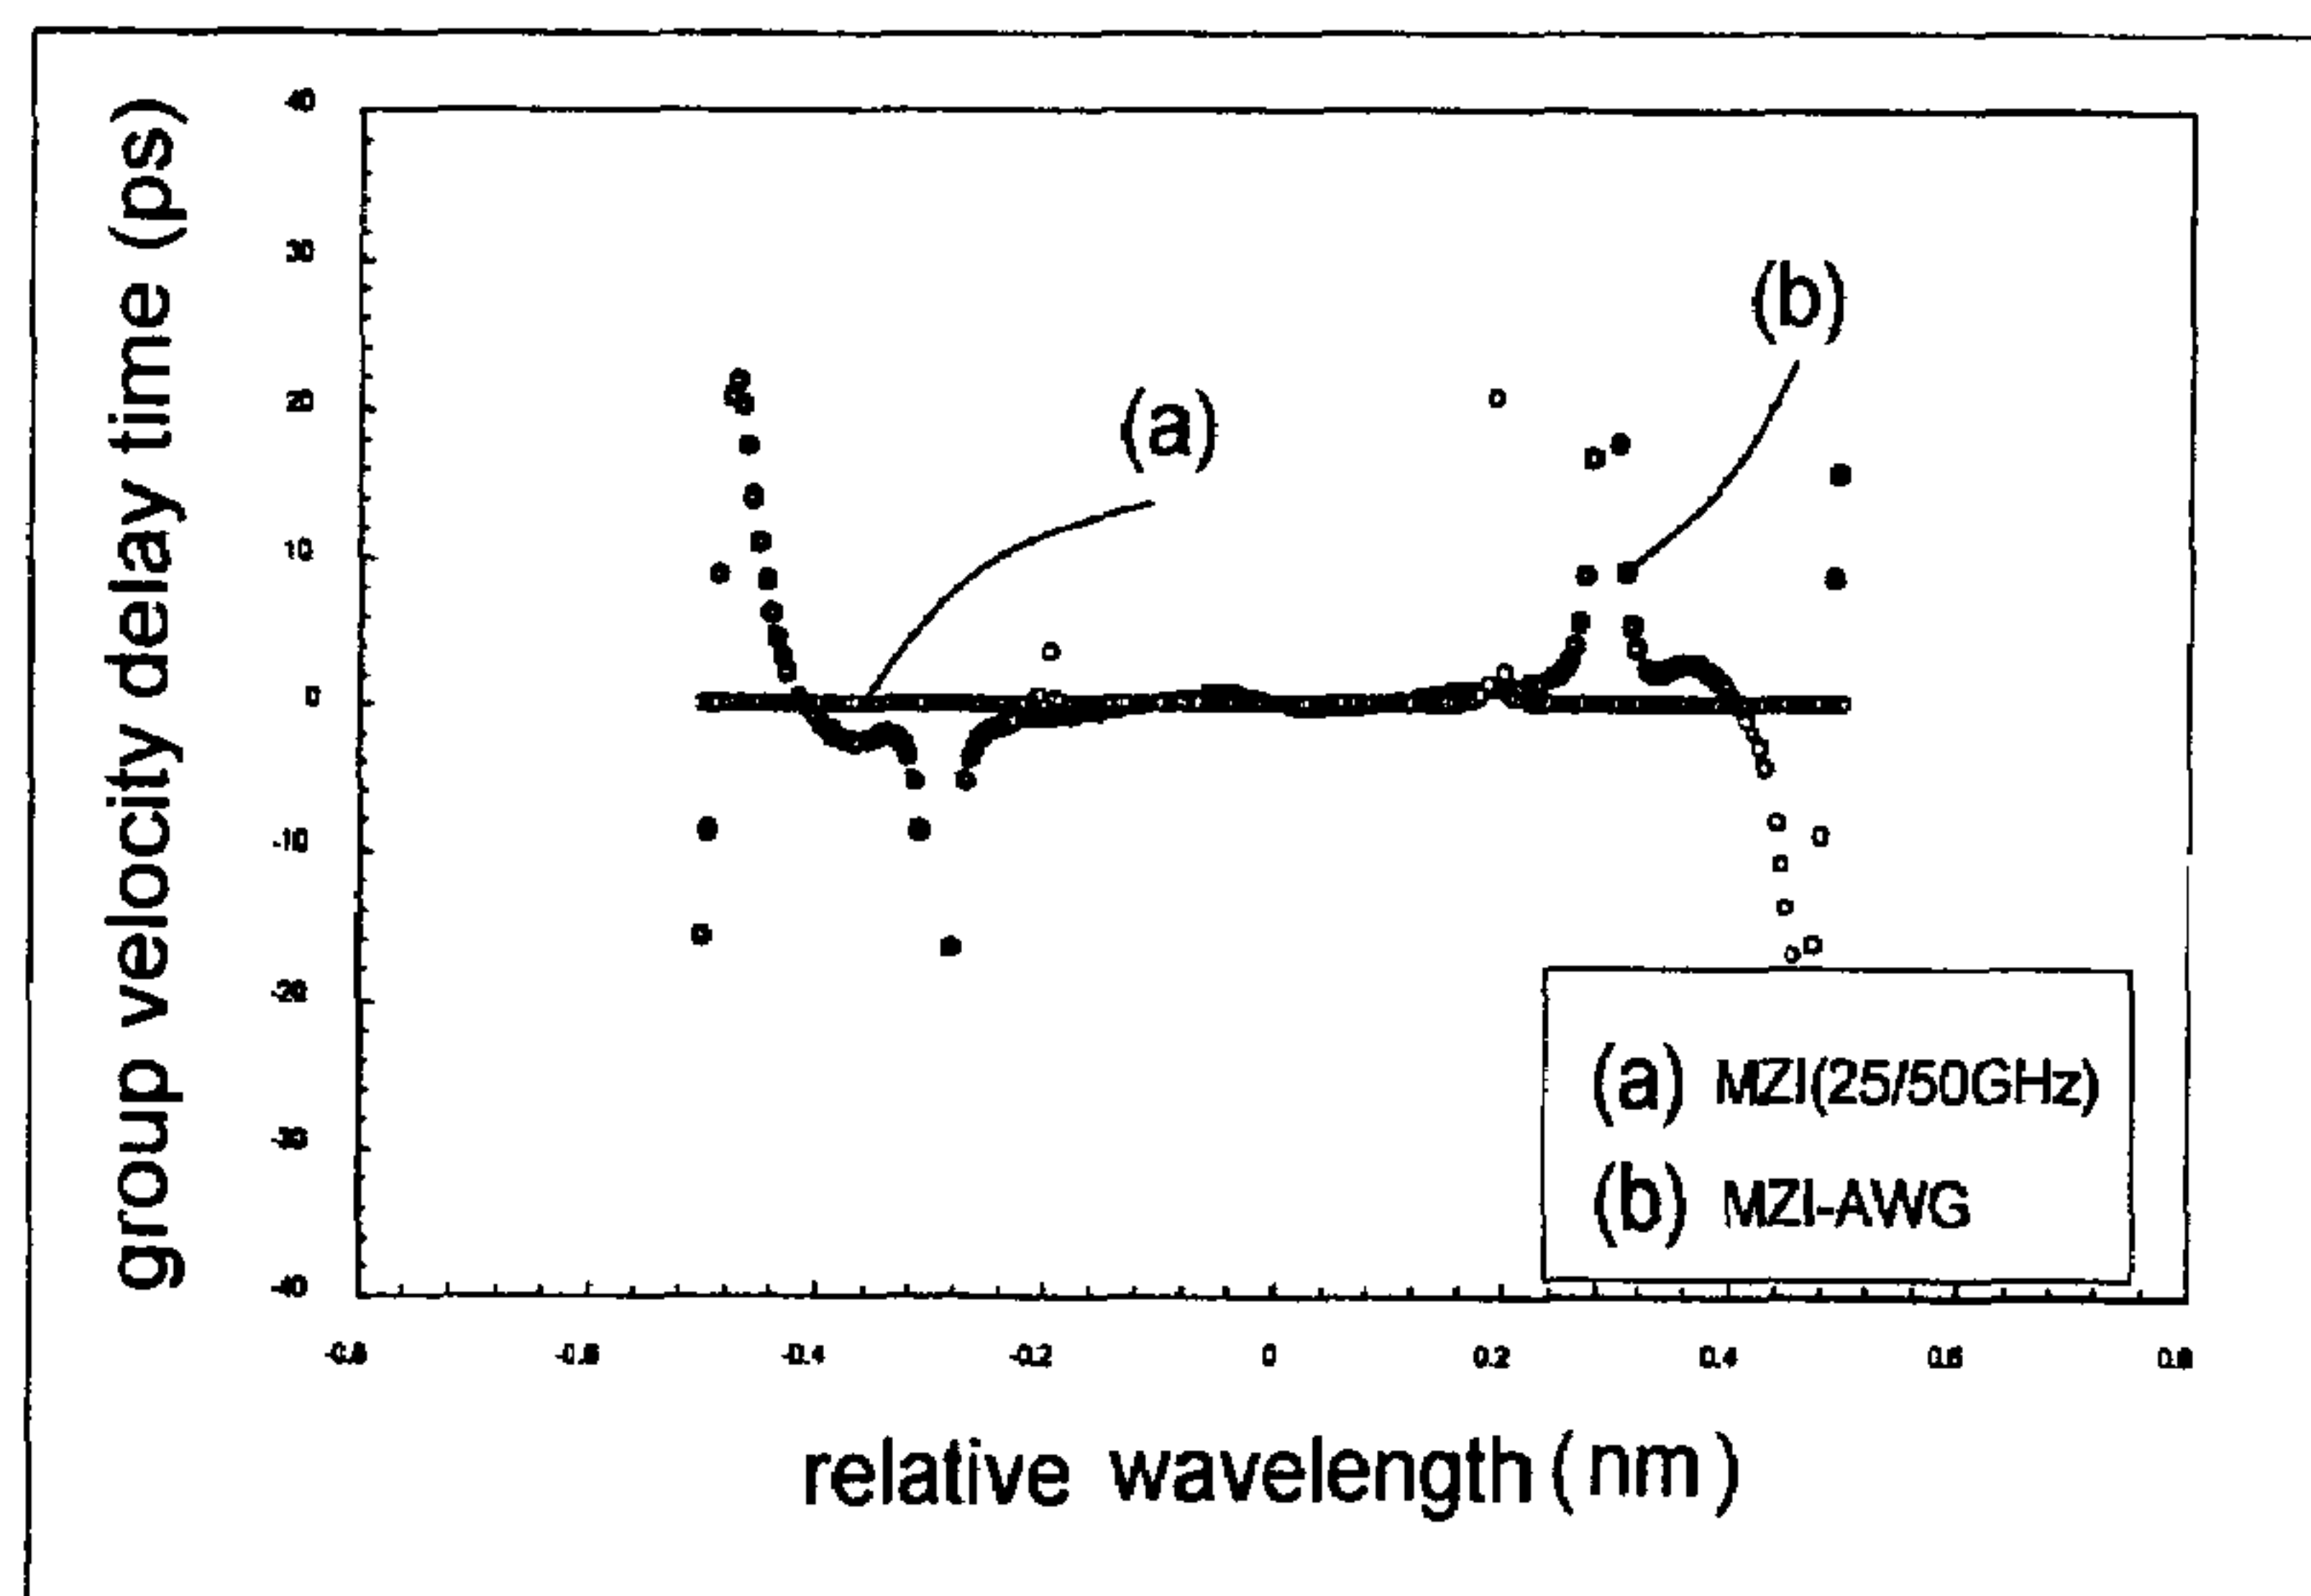 group velocity delay time (ps)
40
30
20
10
0
-10
-20
-30
-40
(a)
(b)
(a) MZI(25/50GHz)
(b) MZI-AWG
-0.8 -0.6 -0.4 -0.2 0 0.2 0.4 0.6 0.8
relative wavelength (nm)